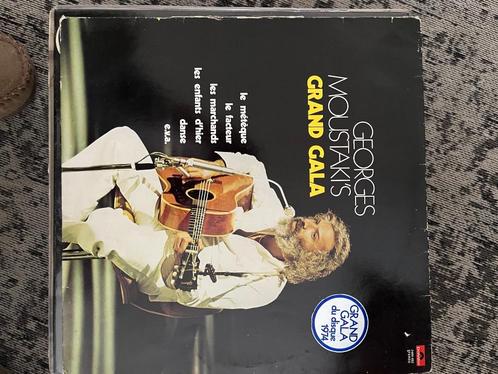 GEORGES
MOUSTAKI'S
GRAND GALA
le métèque
le facteur
les marchands
les enfants d'hier
danse
e.v.a.
GRAND
GALA
du disque
1974